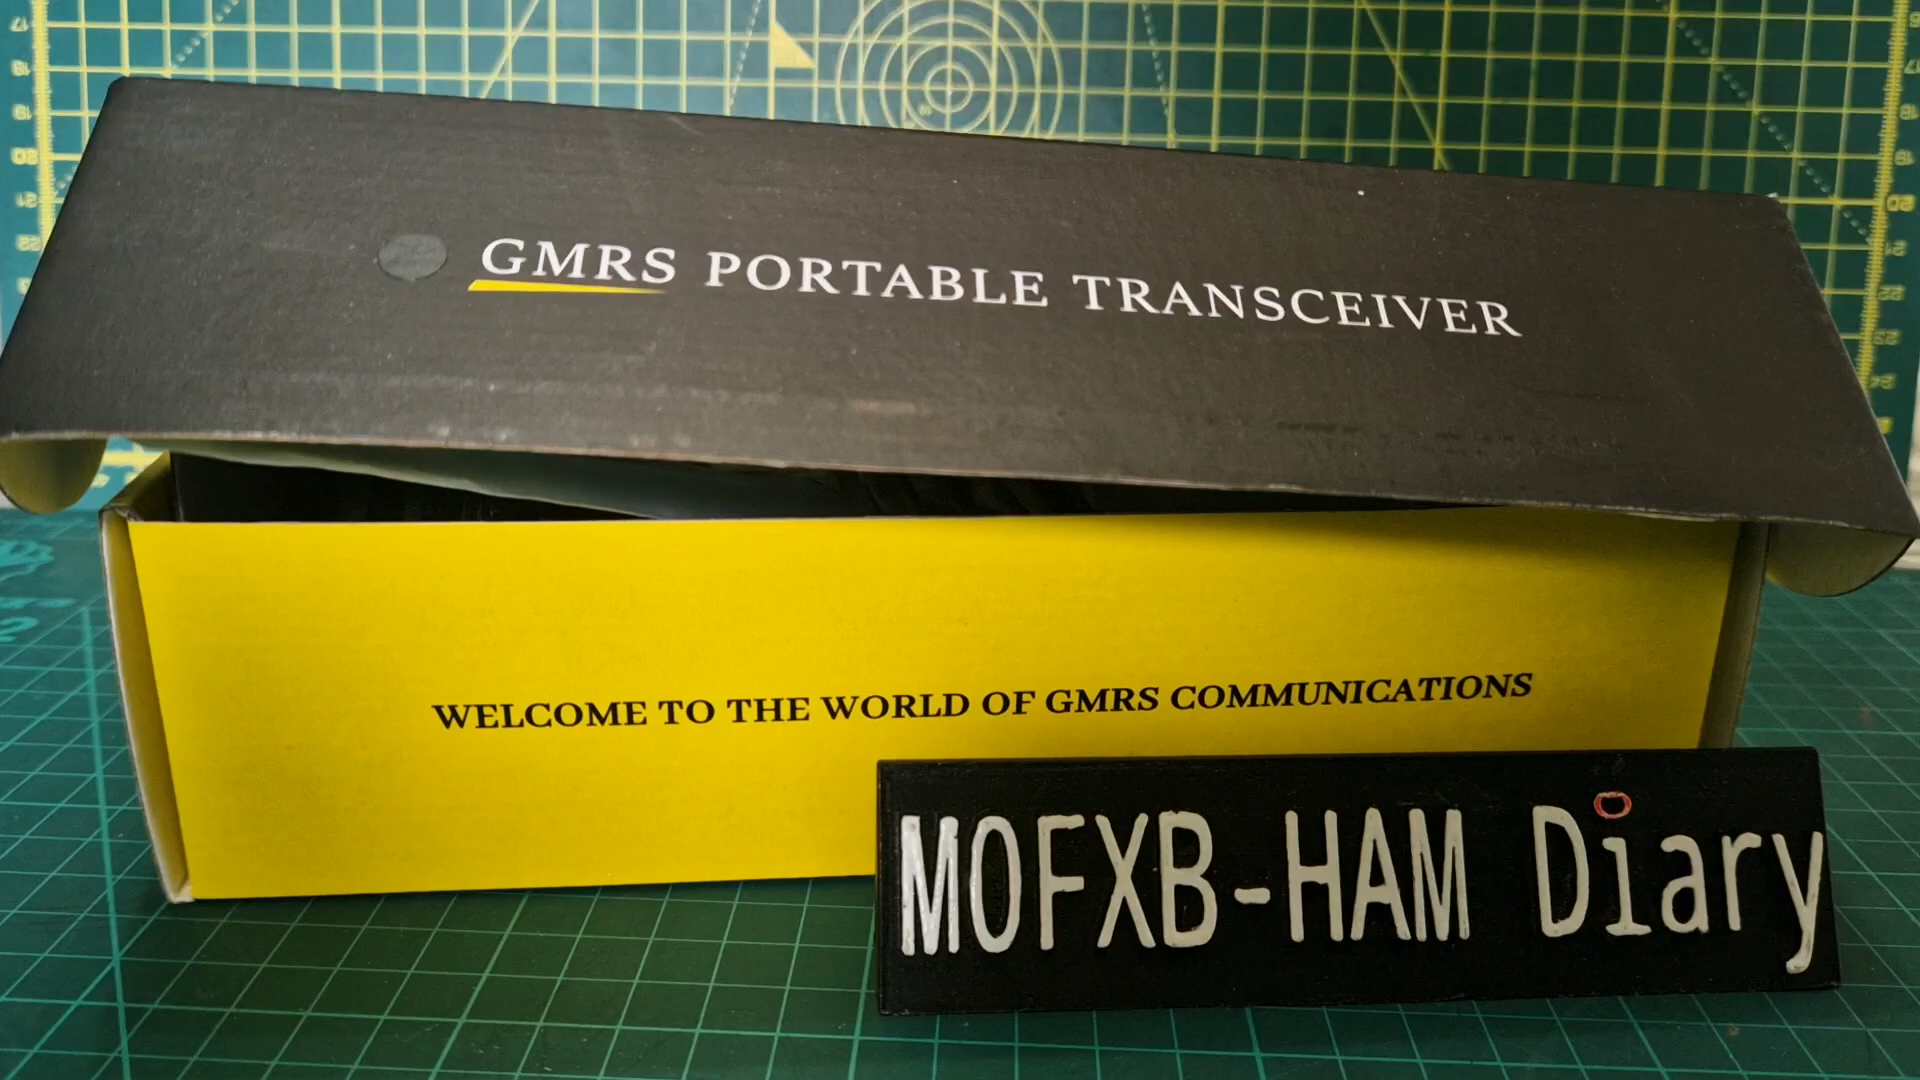 GMRS PORTABLE TRANSCEIVER
WELCOME TO THE WORLD OF GMRS COMMUNICATIONS
M0FXB-HAM Diary